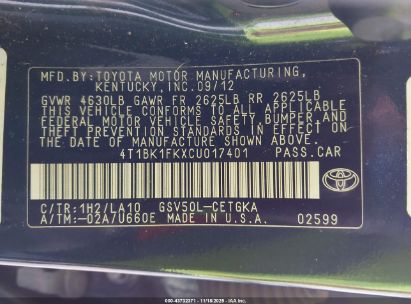 MFD.BY:TOYOTA MOTOR MANUFACTURING,
KENTUCKY,INC.09/12
GVWR 4630LB GAWR FR 2625LB RR 2625LB
THIS VEHICLE CONFORMS TO ALL APPLICABLE
FEDERAL MOTOR VEHICLE SAFETY, BUMPER, AND
THEFT PREVENTION STANDARDS IN EFFECT ON
THE DATE OF MANUFACTURE SHOWN ABOVE.
4T1BK1FKXCU017401 PASS.CAR
TOYOTA
C/TR:1H2/LA10 GSV50L-CETGKA
A/TM:-02A/U660E MADE IN U.S.A. 02599